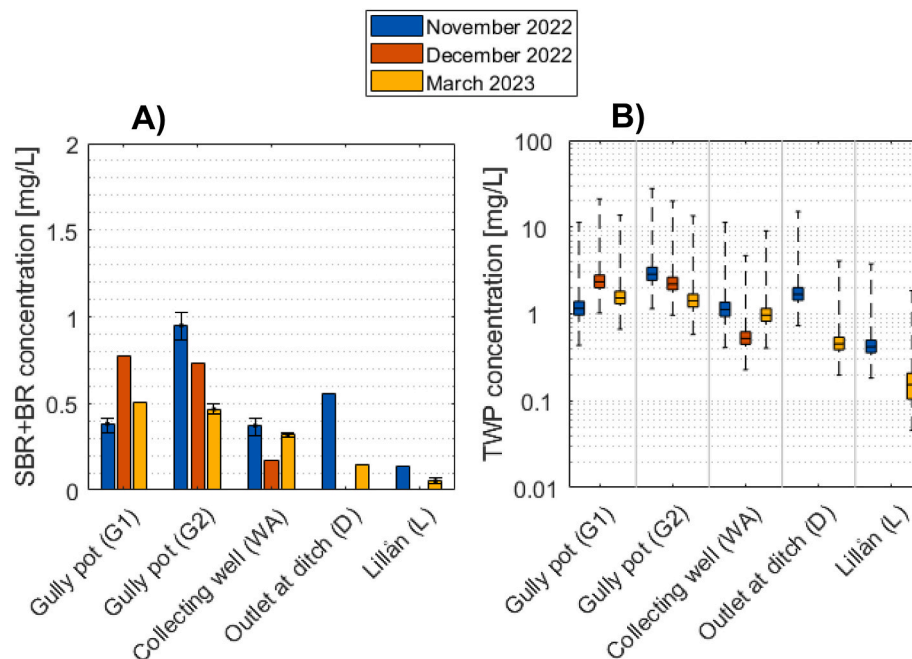 November 2022
December 2022
March 2023
A)
B)
SBR+BR concentration [mg/L]
2
1.5
1
0.5
0
Gully pot (G1)
Gully pot (G2)
Collecting well (WA)
Outlet at ditch (D)
Lillån (L)
TWP concentration [mg/L]
100
10
1
0.1
0.01
Gully pot (G1)
Gully pot (G2)
Collecting well (WA)
Outlet at ditch (D)
Lillån (L)